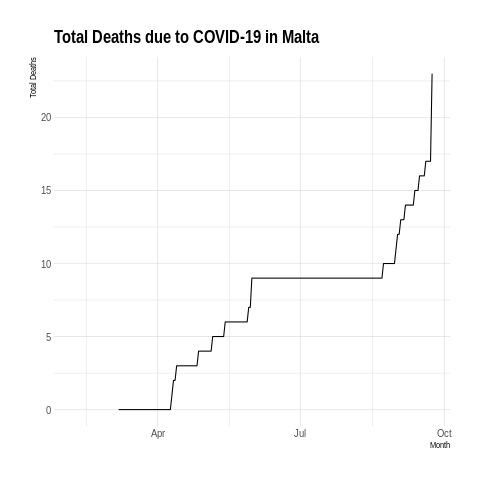 Total Deaths due to COVID-19 in Malta
Total Deaths
20
15
10
5
0
Apr
Jul
Oct
Month